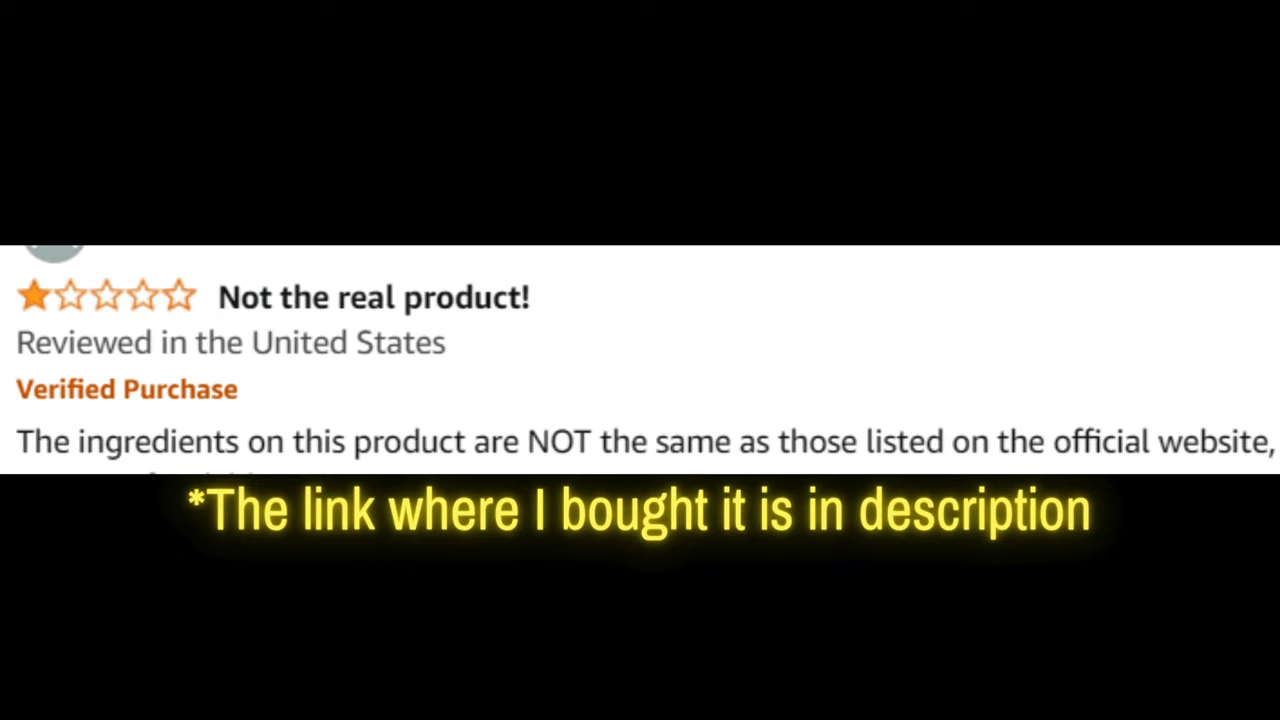 Not the real product!
Reviewed in the United States
Verified Purchase
The ingredients on this product are NOT the same as those listed on the official website,
*The link where I bought it is in description